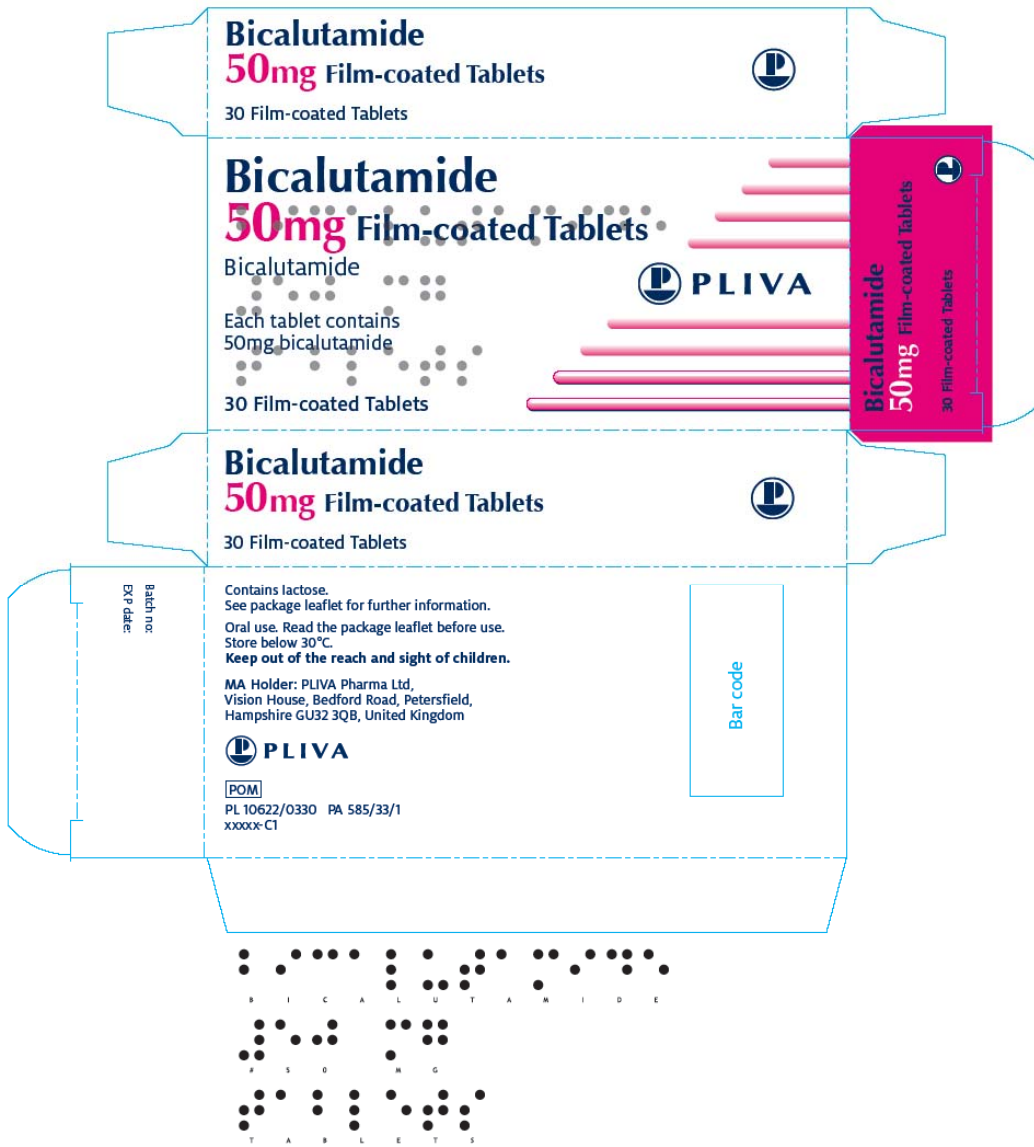 Bicalutamide
50mg Film-coated Tablets
30 Film-coated Tablets
P
Bicalutamide
50mg Film-coated Tablets
Bicalutamide
Each tablet contains
50mg bicalutamide
30 Film-coated Tablets
P PLIVA
Bicalutamide
50mg Film-coated Tablets
30 Film-coated Tablets
P
Bicalutamide
50mg Film-coated Tablets
30 Film-coated Tablets
P
Batch no:
EXP date:
Contains lactose.
See package leaflet for further information.
Oral use. Read the package leaflet before use.
Store below 30°C.
Keep out of the reach and sight of children.
MA Holder: PLIVA Pharma Ltd,
Vision House, Bedford Road, Petersfield,
Hampshire GU32 3QB, United Kingdom
P PLIVA
POM
PL 10622/0330 PA 585/33/1
xxxxx-C1
Bar code
B I C A L U T A M I D E
# 5 0 M G
T A B L E T S